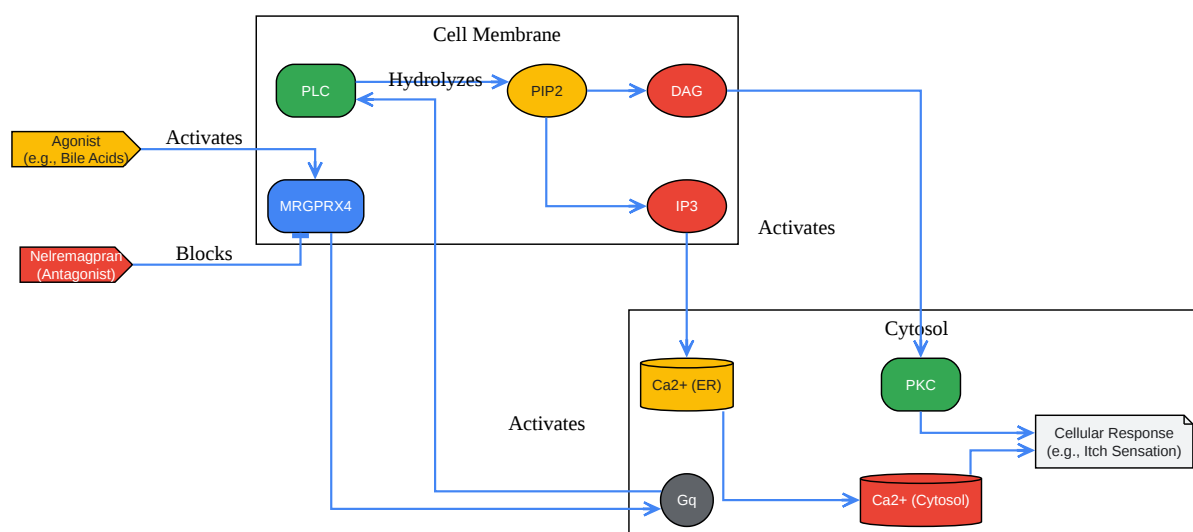 Cell Membrane
PLC
Hydrolyzes
PIP2
DAG
Agonist
(e.g., Bile Acids)
Activates
MRGPRX4
IP3
Nelremagpran
(Antagonist)
Blocks
Activates
Cytosol
Ca2+ (ER)
PKC
Activates
Cellular Response
(e.g., Itch Sensation)
Gq
Ca2+ (Cytosol)